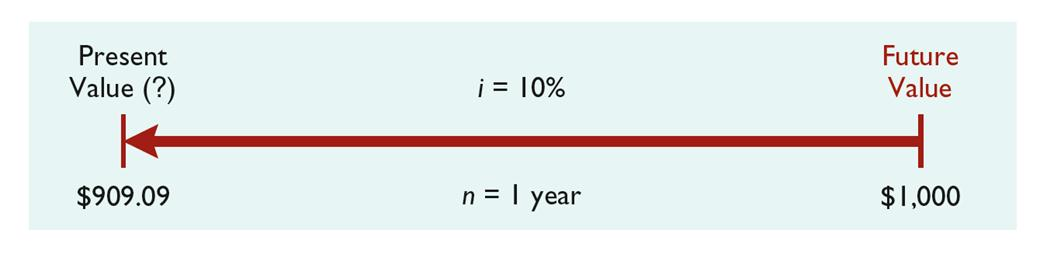 Present
Value (?)
i = 10%
Future
Value
$909.09
n = 1 year
$1,000